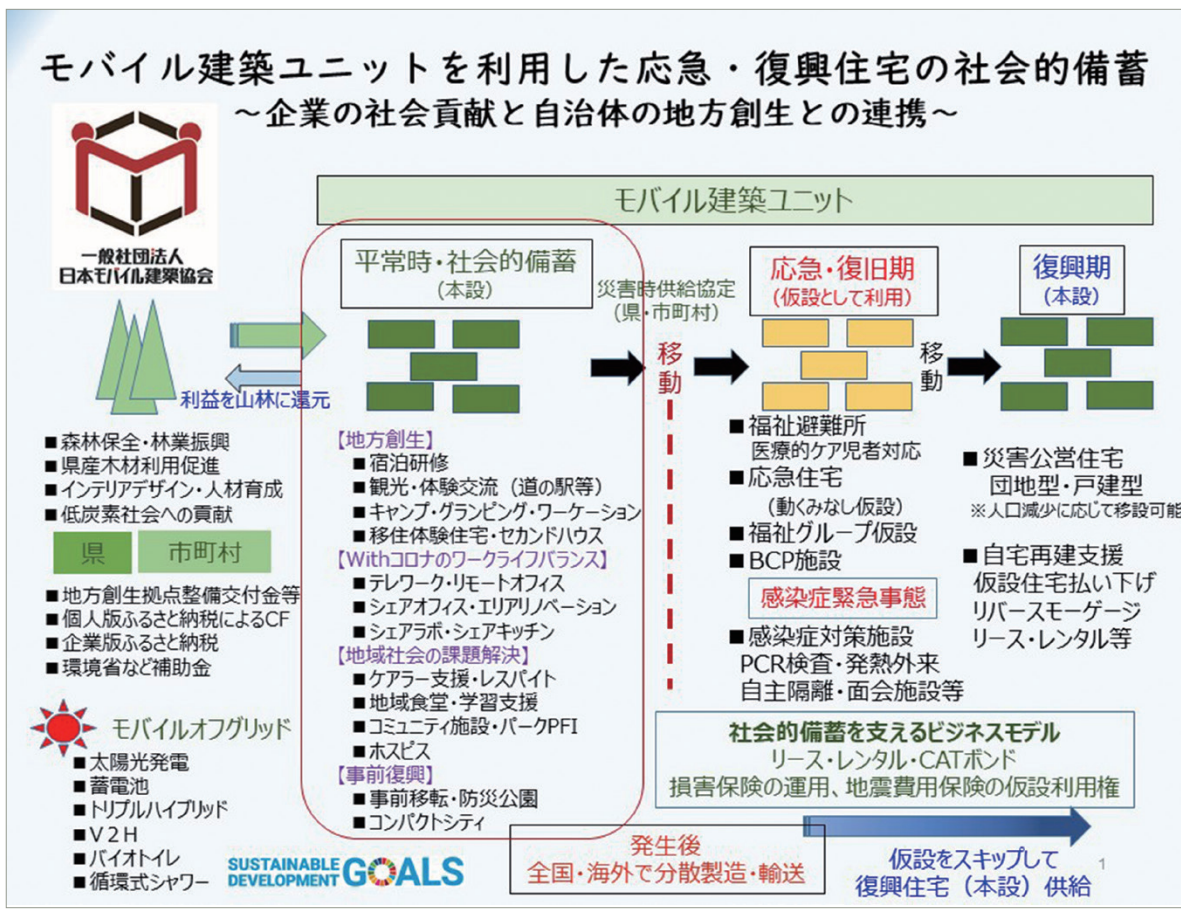 モバイル建築ユニットを利用した応急・復興住宅の社会的備蓄
～企業の社会貢献と自治体の地方創生との連携～
一般社団法人
日本モバイル建築協会
モバイル建築ユニット
平常時・社会的備蓄
(本設)
災害時供給協定
(県・市町村)
移動
応急・復旧期
(仮設として利用)
移動
復興期
(本設)
利益を山林に還元
■森林保全・林業振興
■県産木材利用促進
■インテリアデザイン・人材育成
■低炭素社会への貢献
県
市町村
■地方創生拠点整備交付金等
■個人版ふるさと納税によるCF
■企業版ふるさと納税
■環境省など補助金
モバイルオフグリッド
■太陽光発電
■蓄電池
■トリプルハイブリッド
■V2H
■バイオトイレ
■循環式シャワー
【地方創生】
■宿泊研修
■観光・体験交流（道の駅等）
■キャンプ・グランピング・ワーケーション
■移住体験住宅・セカンドハウス
【Withコロナのワークライフバランス】
■テレワーク・リモートオフィス
■シェアオフィス・エリアリノベーション
■シェアラボ・シェアキッチン
【地域社会の課題解決】
■ケアラー支援・レスパイト
■地域食堂・学習支援
■コミュニティ施設・パークPFI
■ホスピス
【事前復興】
■事前移転・防災公園
■コンパクトシティ
■福祉避難所
医療的ケア児者対応
■応急住宅
(動くみなし仮設)
■福祉グループ仮設
■BCP施設
感染症緊急事態
■感染症対策施設
PCR検査・発熱外来
自主隔離・面会施設等
■災害公営住宅
団地型・戸建型
※人口減少に応じて移設可能
■自宅再建支援
仮設住宅払い下げ
リバースモーゲージ
リース・レンタル等
社会的備蓄を支えるビジネスモデル
リース・レンタル・CATボンド
損害保険の運用、地震費用保険の仮設利用権
発生後
全国・海外で分散製造・輸送
仮設をスキップして
復興住宅（本設）供給
1
SUSTAINABLE
DEVELOPMENT
GOALS